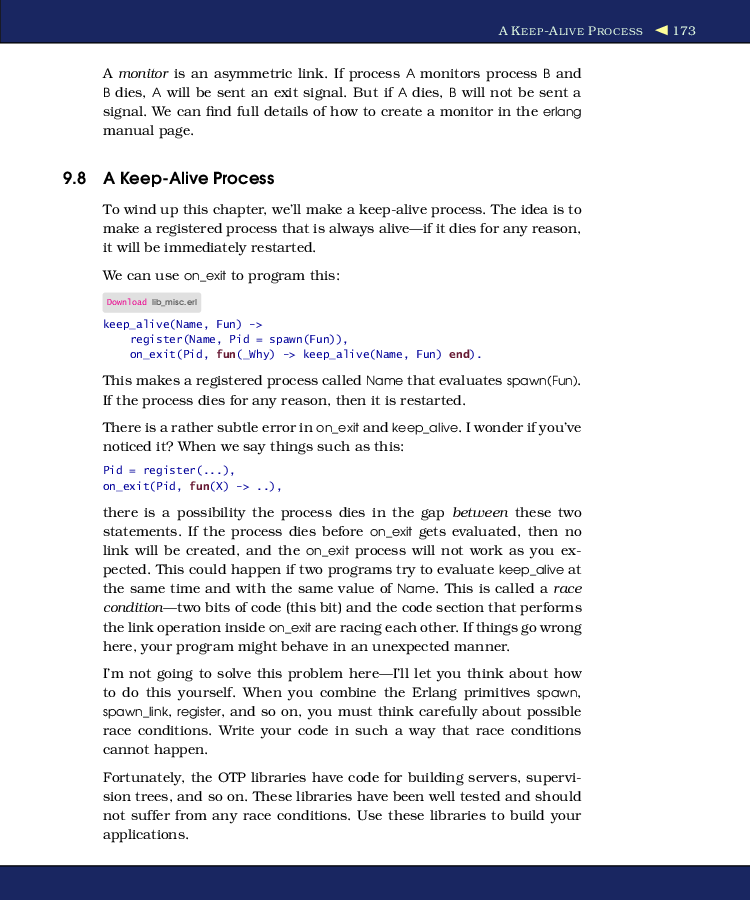 A KEEP-ALIVE PROCESS ◀ 173
A monitor is an asymmetric link. If process A monitors process B and
B dies, A will be sent an exit signal. But if A dies, B will not be sent a
signal. We can find full details of how to create a monitor in the erlang
manual page.
9.8 A Keep-Alive Process
To wind up this chapter, we'll make a keep-alive process. The idea is to
make a registered process that is always alive—if it dies for any reason,
it will be immediately restarted.
We can use on_exit to program this:
Download lib_misc.erl
keep_alive(Name, Fun) ->
    register(Name, Pid = spawn(Fun)),
    on_exit(Pid, fun(_Why) -> keep_alive(Name, Fun) end).
This makes a registered process called Name that evaluates spawn(Fun).
If the process dies for any reason, then it is restarted.
There is a rather subtle error in on_exit and keep_alive. I wonder if you've
noticed it? When we say things such as this:
Pid = register(...),
on_exit(Pid, fun(X) -> ..),
there is a possibility the process dies in the gap between these two
statements. If the process dies before on_exit gets evaluated, then no
link will be created, and the on_exit process will not work as you ex-
pected. This could happen if two programs try to evaluate keep_alive at
the same time and with the same value of Name. This is called a race
condition—two bits of code (this bit) and the code section that performs
the link operation inside on_exit are racing each other. If things go wrong
here, your program might behave in an unexpected manner.
I'm not going to solve this problem here—I'll let you think about how
to do this yourself. When you combine the Erlang primitives spawn,
spawn_link, register, and so on, you must think carefully about possible
race conditions. Write your code in such a way that race conditions
cannot happen.
Fortunately, the OTP libraries have code for building servers, supervi-
sion trees, and so on. These libraries have been well tested and should
not suffer from any race conditions. Use these libraries to build your
applications.